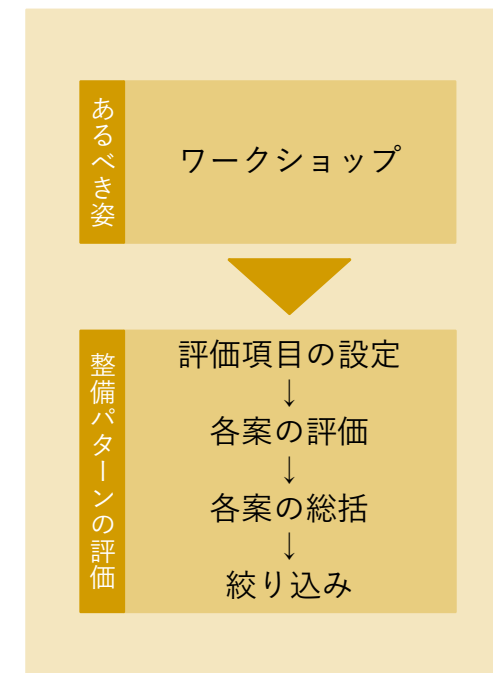 あるべき姿
ワークショップ
整備パターンの評価
評価項目の設定
↓
各案の評価
↓
各案の総括
↓
絞り込み